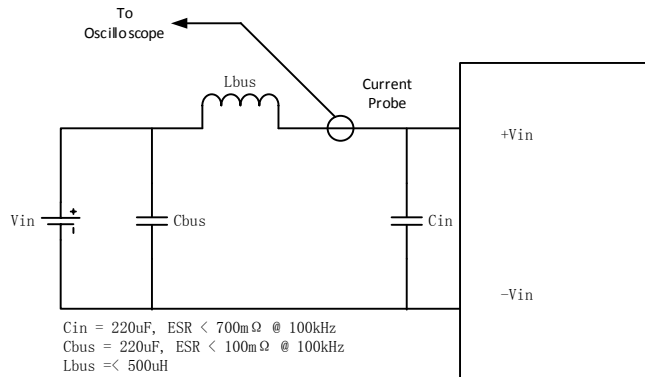 To
Oscilloscope
Lbus
Current
Probe
+Vin
Vin
+
-
Cbus
Cin
-Vin
Cin = 220uF, ESR < 700mΩ @ 100kHz
Cbus = 220uF, ESR < 100mΩ @ 100kHz
Lbus =< 500uH